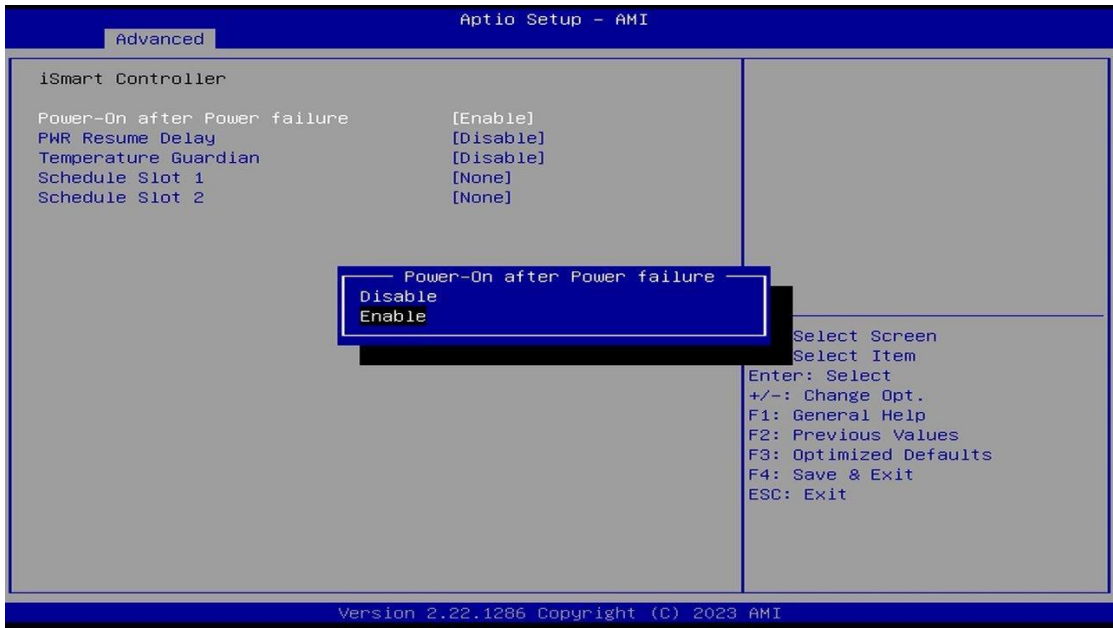 Aptio Setup - AMI
Advanced
iSmart Controller
Power-On after Power failure [Enable]
PWR Resume Delay [Disable]
Temperature Guardian [Disable]
Schedule Slot 1 [None]
Schedule Slot 2 [None]
Power-On after Power failure
Disable
Enable
Select Screen
Select Item
Enter: Select
+/-: Change Opt.
F1: General Help
F2: Previous Values
F3: Optimized Defaults
F4: Save & Exit
ESC: Exit
Version 2.22.1286 Copyright (C) 2023 AMI